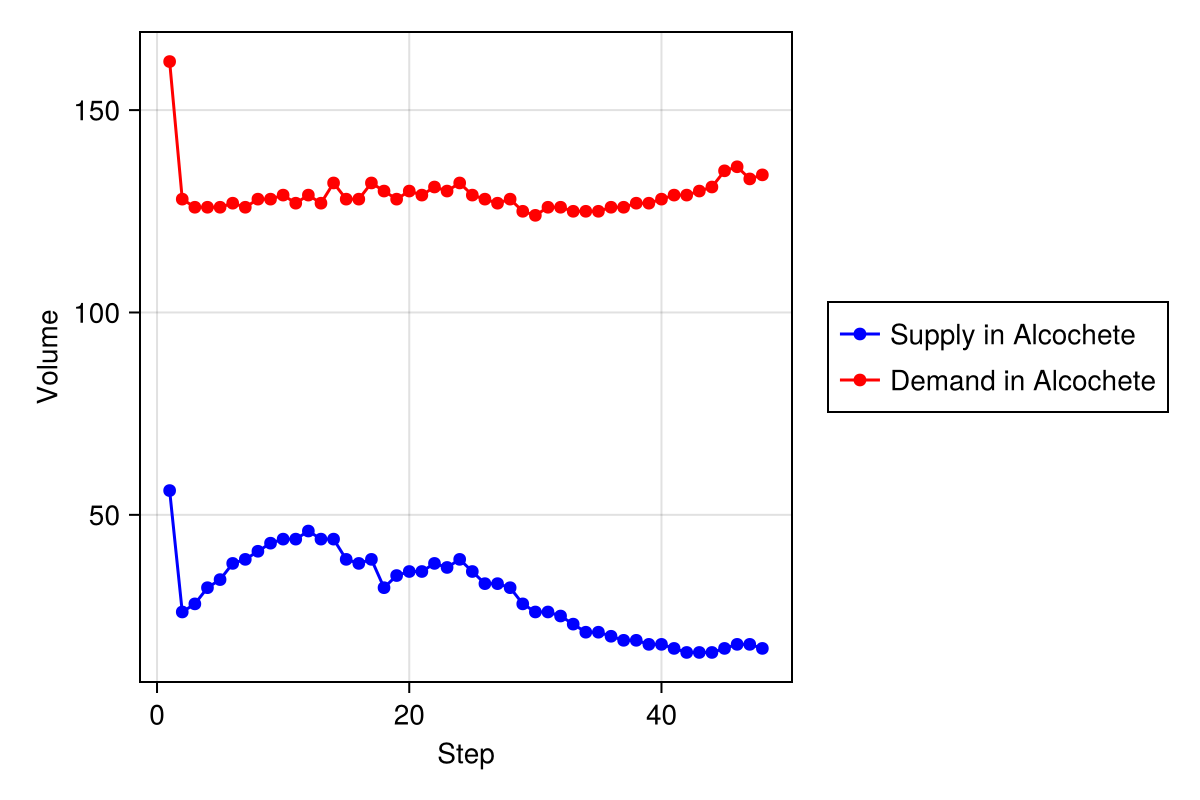 150
100
50
Volume
0 20 40
Step
Supply in Alcochete
Demand in Alcochete